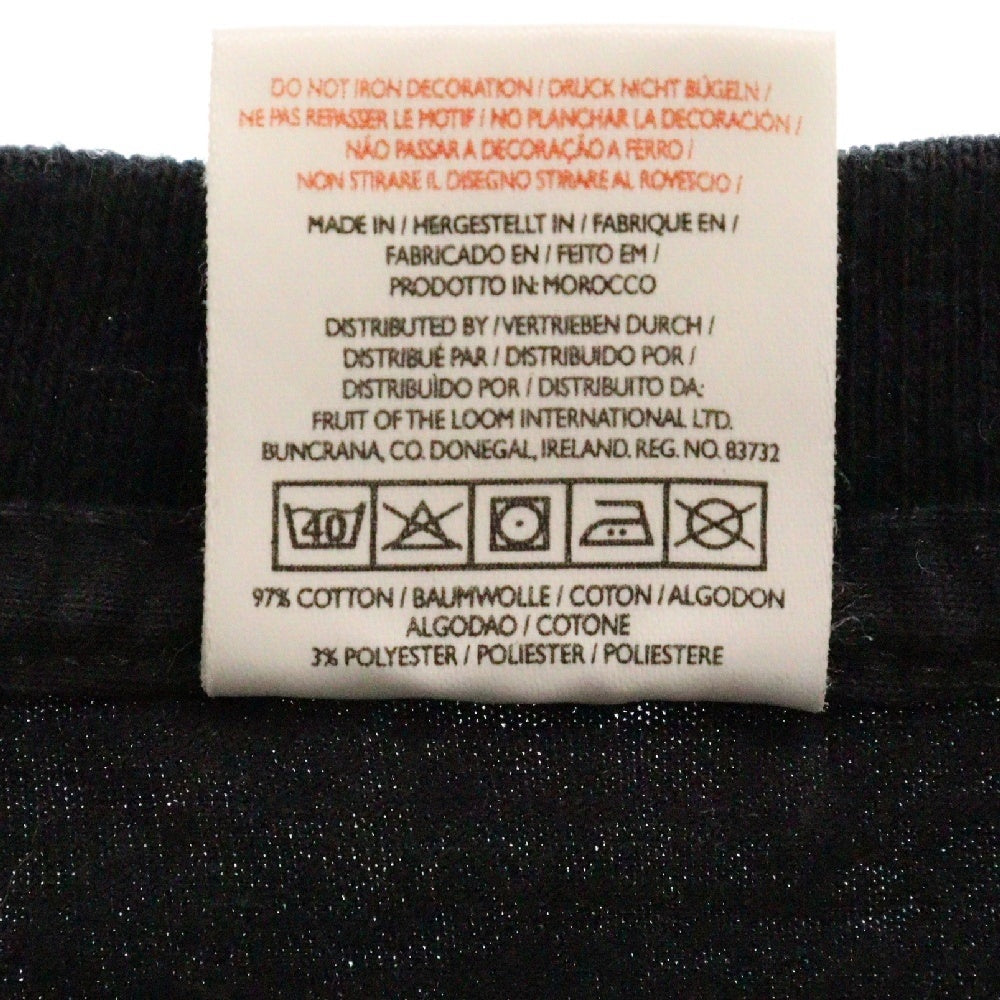 DO NOT IRON DECORATION / DRUCK NICHT BÜGELN /
NE PAS REPASSER LE MOTIF / NO PLANCHAR LA DECORACIÓN /
NÃO PASSAR A DECORAÇÃO A FERRO /
NON STIRARE IL DISEGNO STIRARE AL ROVESCIO /
MADE IN / HERGESTELLT IN / FABRIQUE EN /
FABRICADO EN / FEITO EM /
PRODOTTO IN: MOROCCO
DISTRIBUTED BY / VERTRIEBEN DURCH /
DISTRIBUÉ PAR / DISTRIBUIDO POR /
DISTRIBUÍDO POR / DISTRIBUITO DA:
FRUIT OF THE LOOM INTERNATIONAL LTD.
BUNCRANA, CO. DONEGAL, IRELAND. REG. NO. 83732
40
97% COTTON / BAUMWOLLE / COTON / ALGODON
ALGODAO / COTONE
3% POLYESTER / POLIESTER / POLIESTERE